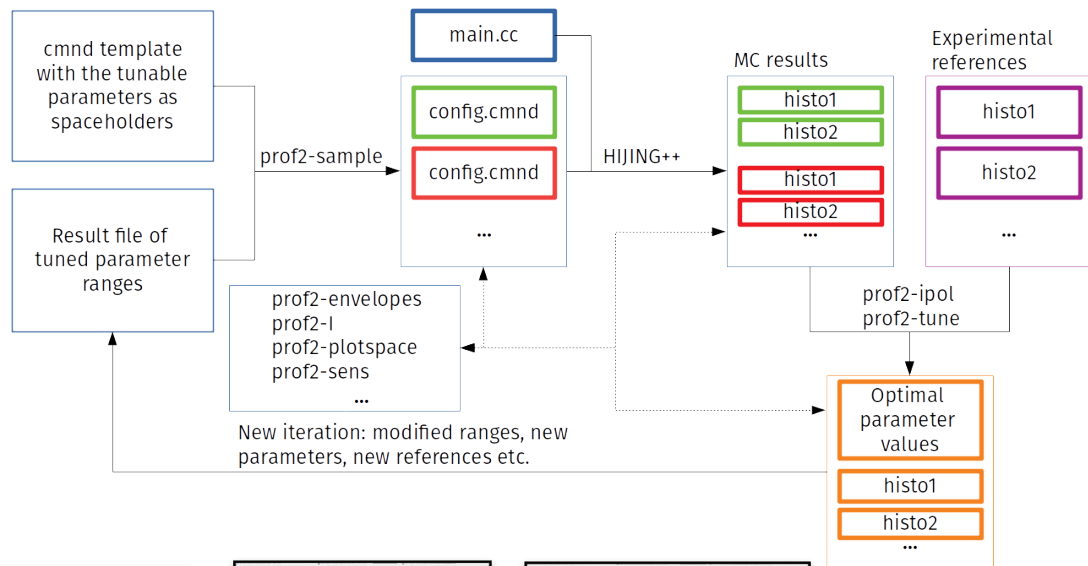 cmnd template
with the tunable
parameters as
spaceholders
Result file of
tuned parameter
ranges
prof2-sample
main.cc
config.cmnd
config.cmnd
...
HIJING++
MC results
histo1
histo2
histo1
histo2
...
Experimental
references
histo1
histo2
...
prof2-envelopes
prof2-I
prof2-plotspace
prof2-sens
...
prof2-ipol
prof2-tune
Optimal
parameter
values
histo1
histo2
...
New iteration: modified ranges, new
parameters, new references etc.